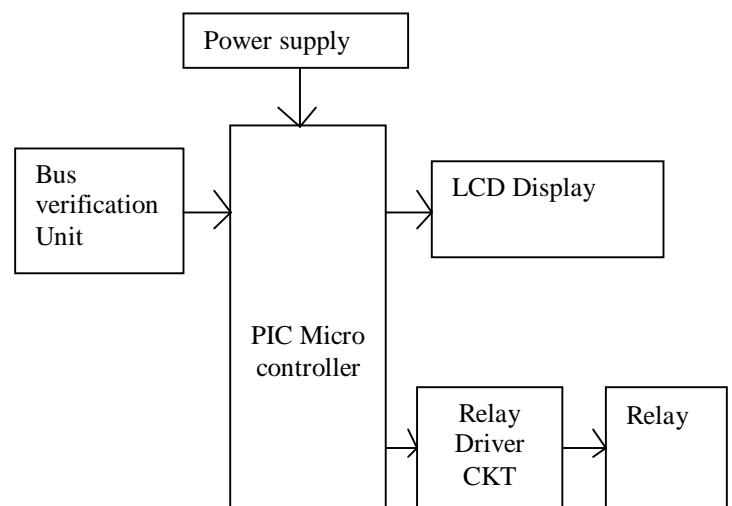 Power supply
Bus
verification
Unit
LCD Display
PIC Micro
controller
Relay
Driver
CKT
Relay